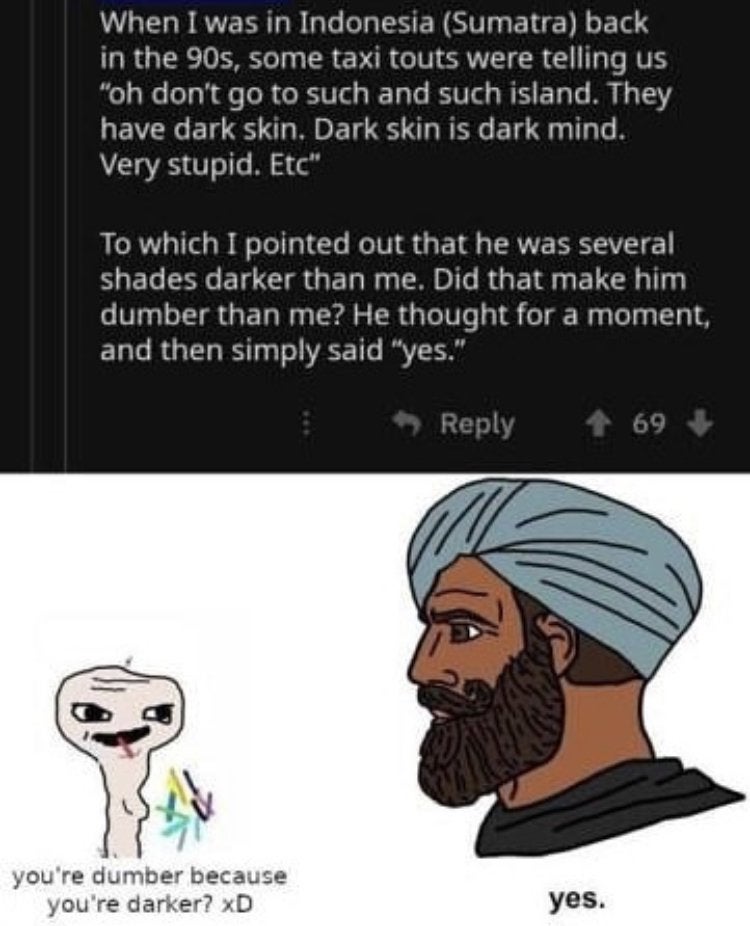 When I was in Indonesia (Sumatra) back
in the 90s, some taxi touts were telling us
“oh don't go to such and such island. They
have dark skin. Dark skin is dark mind.
Very stupid. Etc”
To which I pointed out that he was several
shades darker than me. Did that make him
dumber than me? He thought for a moment,
and then simply said “yes.”
Reply 69
you're dumber because
you're darker? xD
yes.